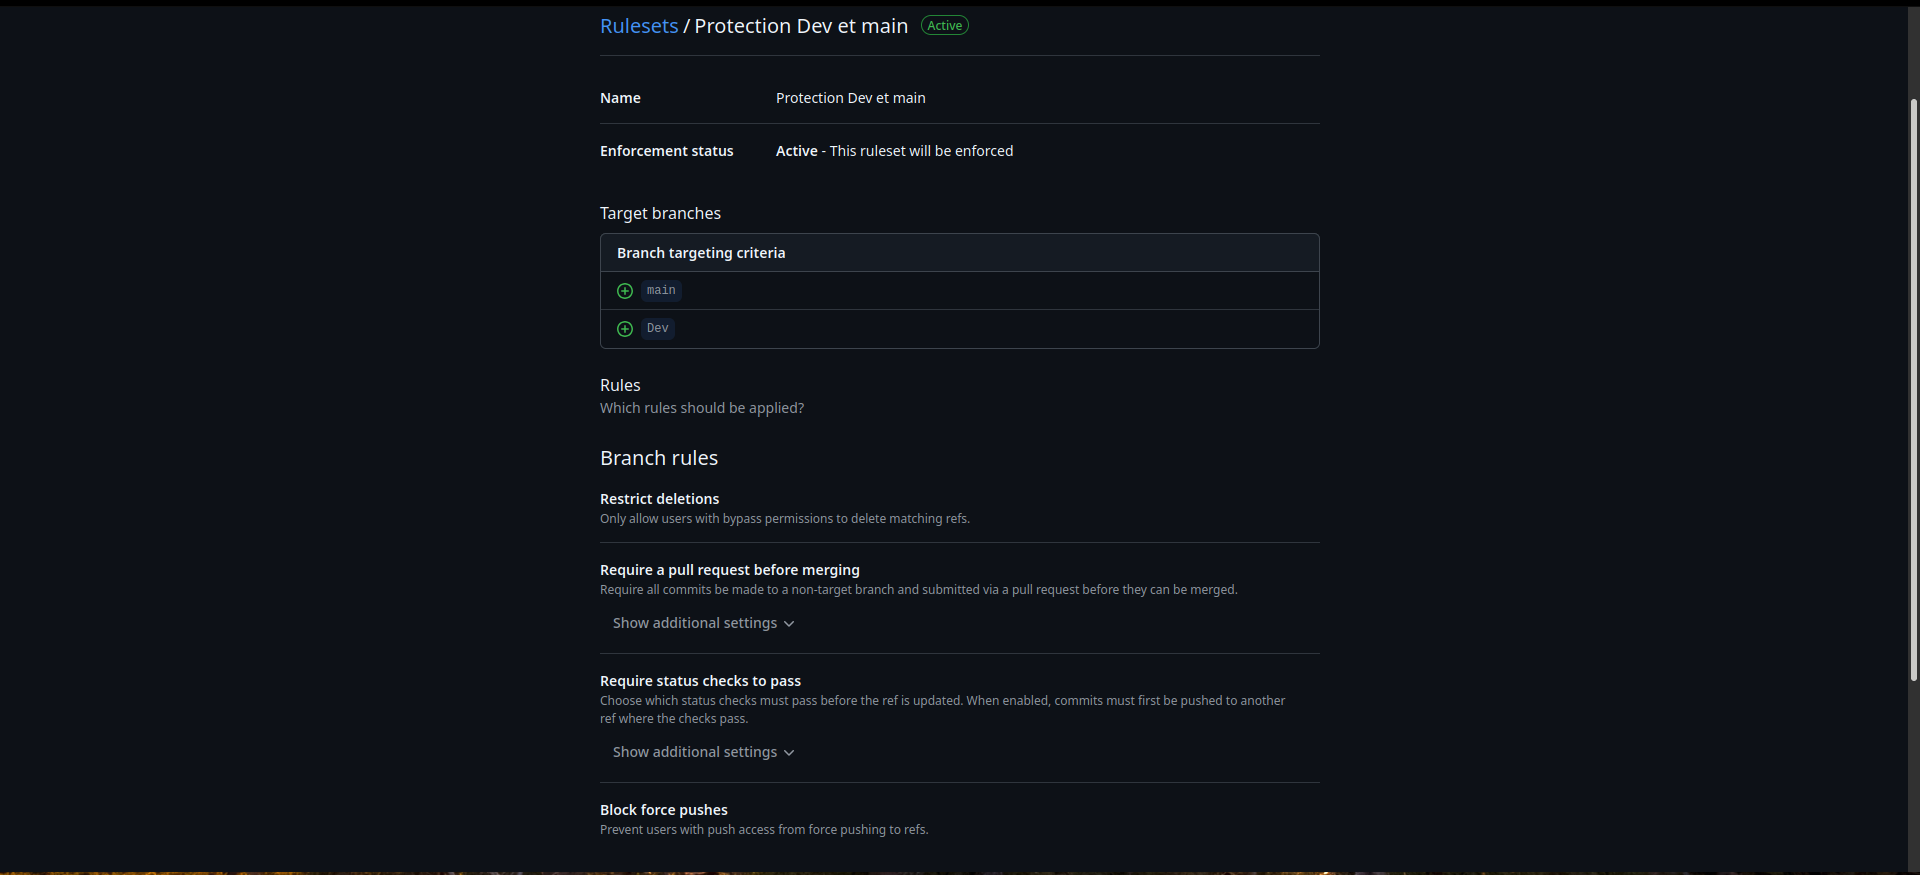 Rulesets / Protection Dev et main Active
Name Protection Dev et main
Enforcement status Active - This ruleset will be enforced
Target branches
Branch targeting criteria
main
Dev
Rules
Which rules should be applied?
Branch rules
Restrict deletions
Only allow users with bypass permissions to delete matching refs.
Require a pull request before merging
Require all commits be made to a non-target branch and submitted via a pull request before they can be merged.
Show additional settings
Require status checks to pass
Choose which status checks must pass before the ref is updated. When enabled, commits must first be pushed to another
ref where the checks pass.
Show additional settings
Block force pushes
Prevent users with push access from force pushing to refs.